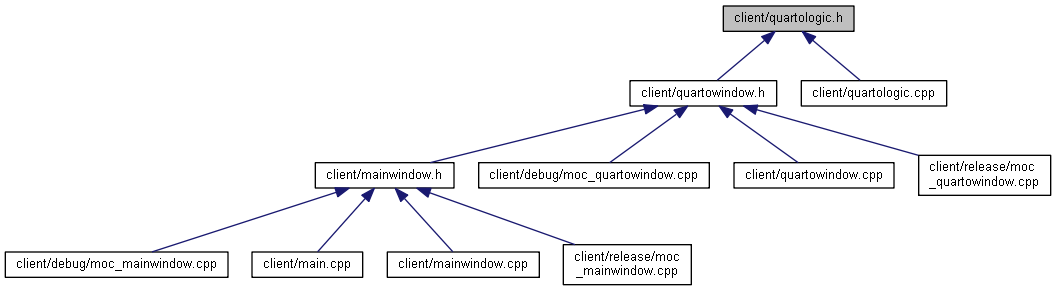 client/quartologic.h
client/quartowindow.h
client/quartologic.cpp
client/mainwindow.h
client/debug/moc_quartowindow.cpp
client/quartowindow.cpp
client/release/moc
_quartowindow.cpp
client/debug/moc_mainwindow.cpp
client/main.cpp
client/mainwindow.cpp
client/release/moc
_mainwindow.cpp